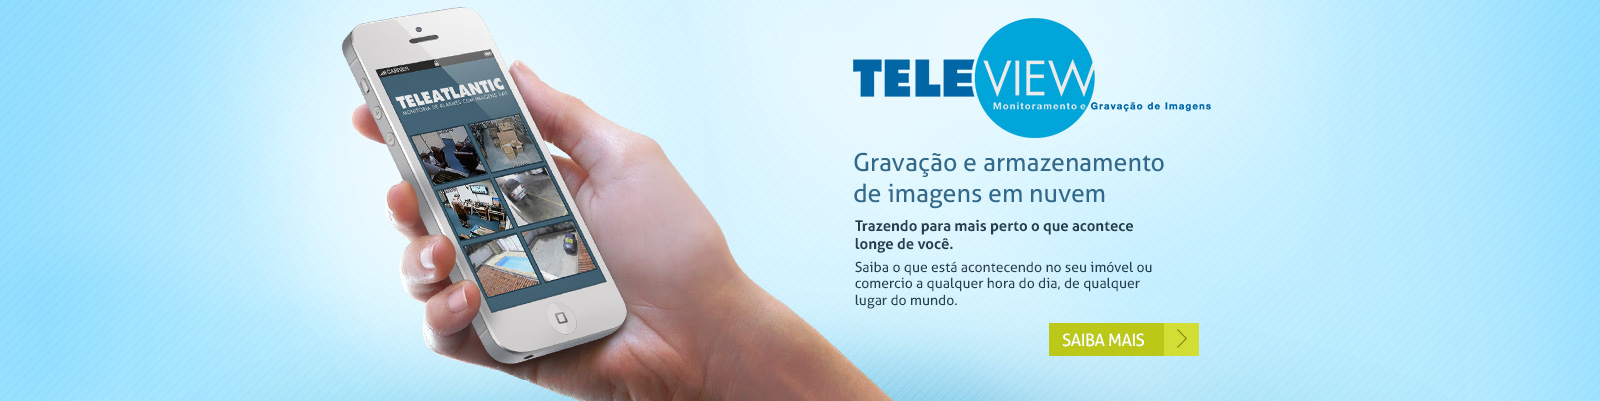 CARRIER
TELEATLANTIC
MONITORIA DE ALARMES COM IMAGENS 24H
TELEVIEW
Monitoramento e Gravação de Imagens
Gravação e armazenamento
de imagens em nuvem
Trazendo para mais perto o que acontece
longe de você.
Saiba o que está acontecendo no seu imóvel ou
comercio a qualquer hora do dia, de qualquer
lugar do mundo.
SAIBA MAIS